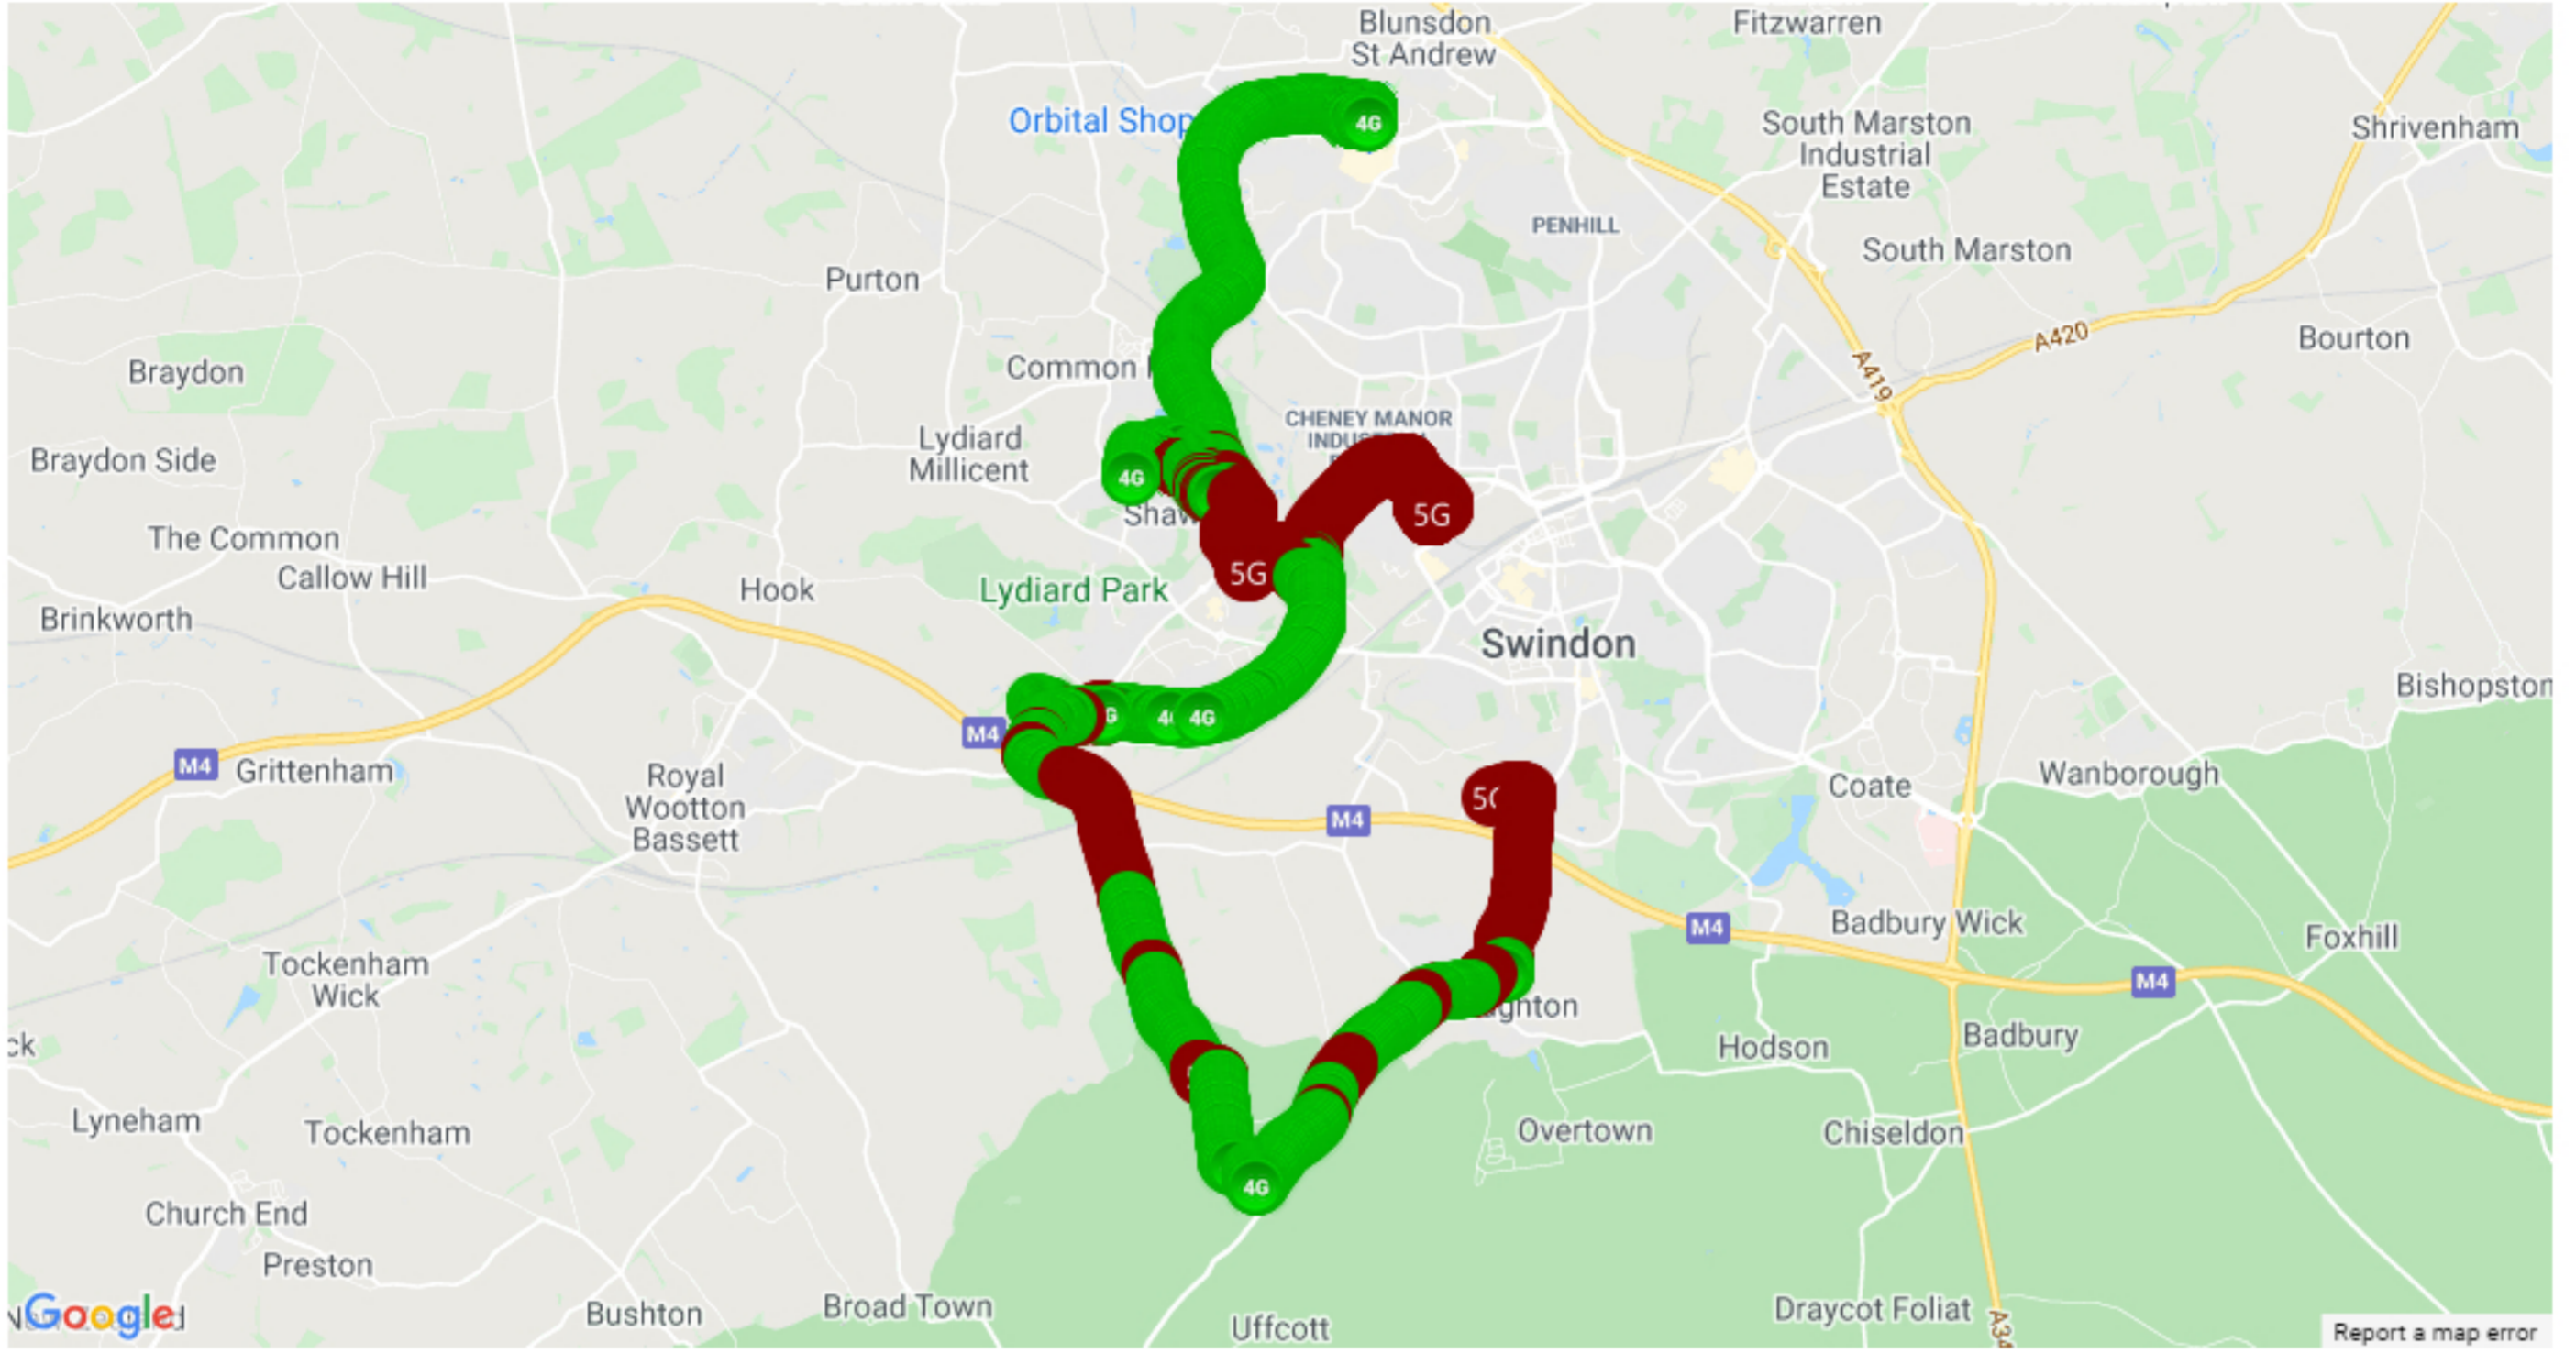 Blunsdon
St Andrew
Fitzwarren
Orbital Shop
4G
South Marston
Industrial
Estate
Shrivenham
PENHILL
South Marston
Purton
A420
Bourton
Common
Braydon
A419
CHENEY MANOR
Lydiard
Millicent
Braydon Side
4G
5G
Shaw
The Common
Callow Hill
5G
Hook
Lydiard Park
Brinkworth
Swindon
Bishopston
4G
M4
M4
Grittenham
Royal
Wootton
Bassett
M4
Coate
Wanborough
M4
Badbury Wick
Foxhill
Tockenham
Wick
M4
ghton
Badbury
Hodson
ck
Lyneham
Tockenham
Overtown
Chiseldon
4G
Church End
Preston
Google
Bushton
Broad Town
Uffcott
Draycot Foliat
A34
Report a map error